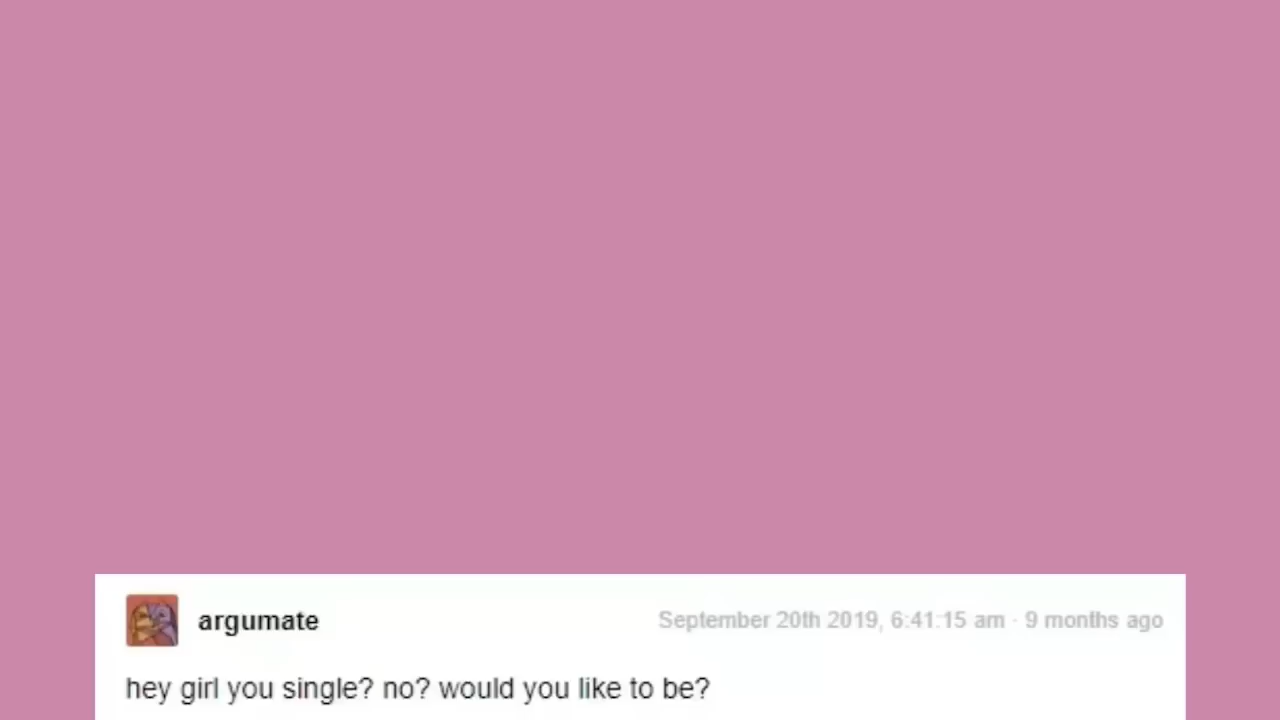 argumate
September 20th 2019, 6:41:15 am · 9 months ago
hey girl you single? no? would you like to be?